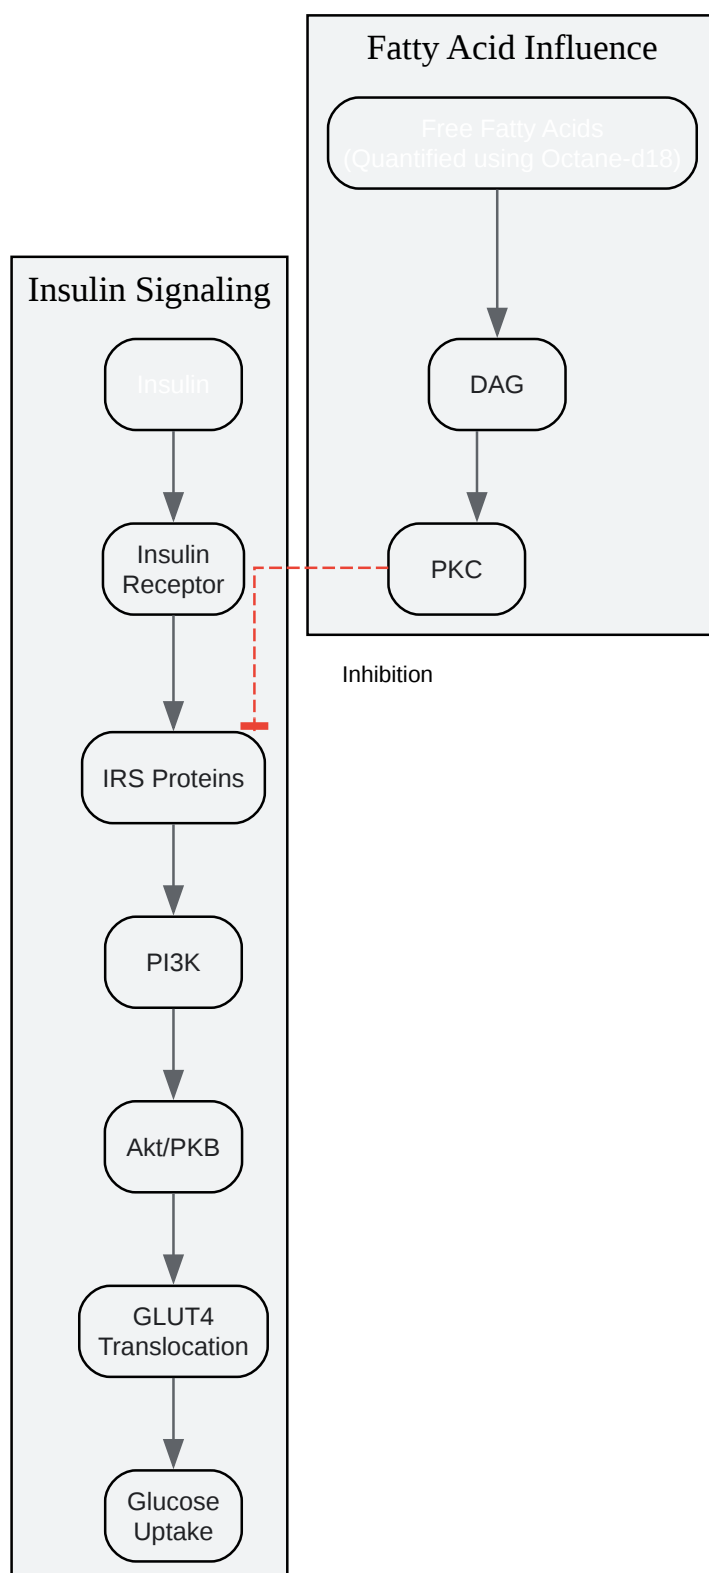 Fatty Acid Influence
Free Fatty Acids
(Quantified using Octane-d18)
Insulin Signaling
Insulin
DAG
Insulin
Receptor
PKC
Inhibition
IRS Proteins
PI3K
Akt/PKB
GLUT4
Translocation
Glucose
Uptake